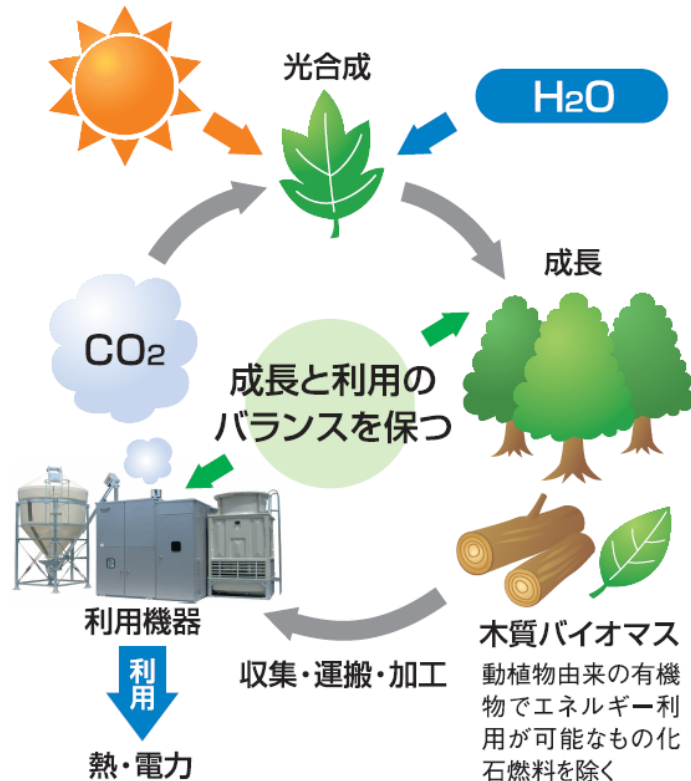 光合成
H2O
成長
CO2
成長と利用の
バランスを保つ
利用機器
利用
熱・電力
収集・運搬・加工
木質バイオマス
動植物由来の有機
物でエネルギー利
用が可能なもの化
石燃料を除く